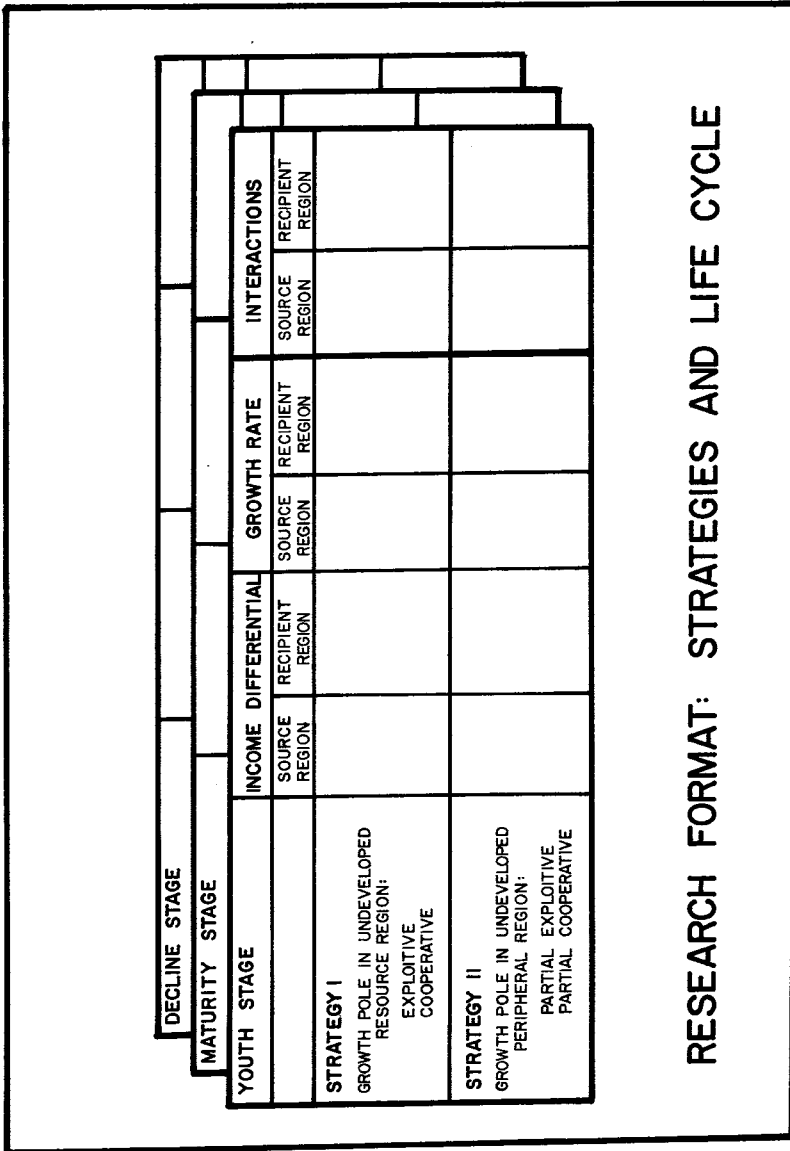 DECLINE STAGE
MATURITY STAGE
YOUTH STAGE
INCOME DIFFERENTIAL
GROWTH RATE
INTERACTIONS
SOURCE
REGION
RECIPIENT
REGION
SOURCE
REGION
RECIPIENT
REGION
SOURCE
REGION
RECIPIENT
REGION
STRATEGY I
GROWTH POLE IN UNDEVELOPED
RESOURCE REGION:
EXPLOITIVE
COOPERATIVE
STRATEGY II
GROWTH POLE IN UNDEVELOPED
PERIPHERAL REGION:
PARTIAL EXPLOITIVE
PARTIAL COOPERATIVE
RESEARCH FORMAT: STRATEGIES AND LIFE CYCLE